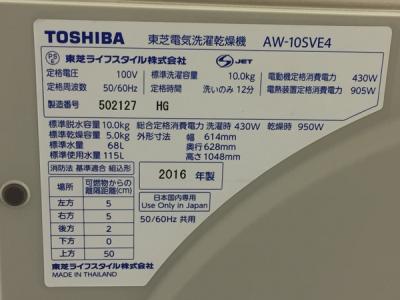 TOSHIBA 東芝電気洗濯乾燥機 AW-10SVE4
PSE 東芝ライフスタイル株式会社 S-JET
定格電圧 100V 標準洗濯容量 10.0kg 電動機定格消費電力 430W
定格周波数 50/60Hz 定格時間 洗いのみ 12分 電熱装置定格消費電力 905W
製造番号 502127 HG
標準脱水容量 10.0kg 総合定格消費電力 洗濯時 430W 乾燥時 950W
標準乾燥容量 5.0kg 外形寸法 幅 614mm
標準水量 68L 奥行 628mm
標準使用水量 115L 高さ 1048mm
消防法 基準適合 組込形
場所 可燃物からの離隔距離(cm)
左方 5
右方 5
後方 2
下方 0
上方 50
2016 年製
日本国内専用
Use Only in Japan
50/60Hz 共用
東芝ライフスタイル株式会社
MADE IN THAILAND